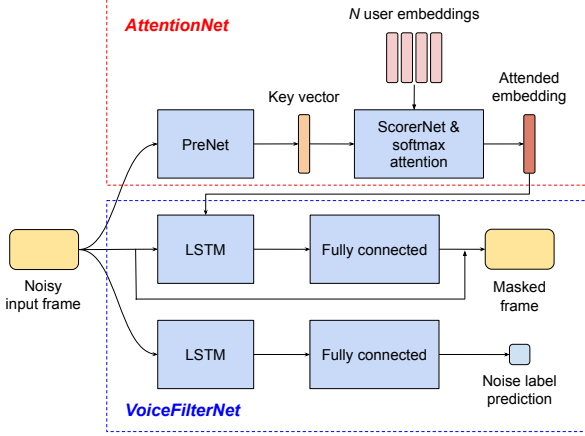 AttentionNet
N user embeddings
Key vector
Attended
embedding
PreNet
ScorerNet &
softmax
attention
LSTM
Fully connected
Noisy
input frame
Masked
frame
LSTM
Fully connected
Noise label
prediction
VoiceFilterNet